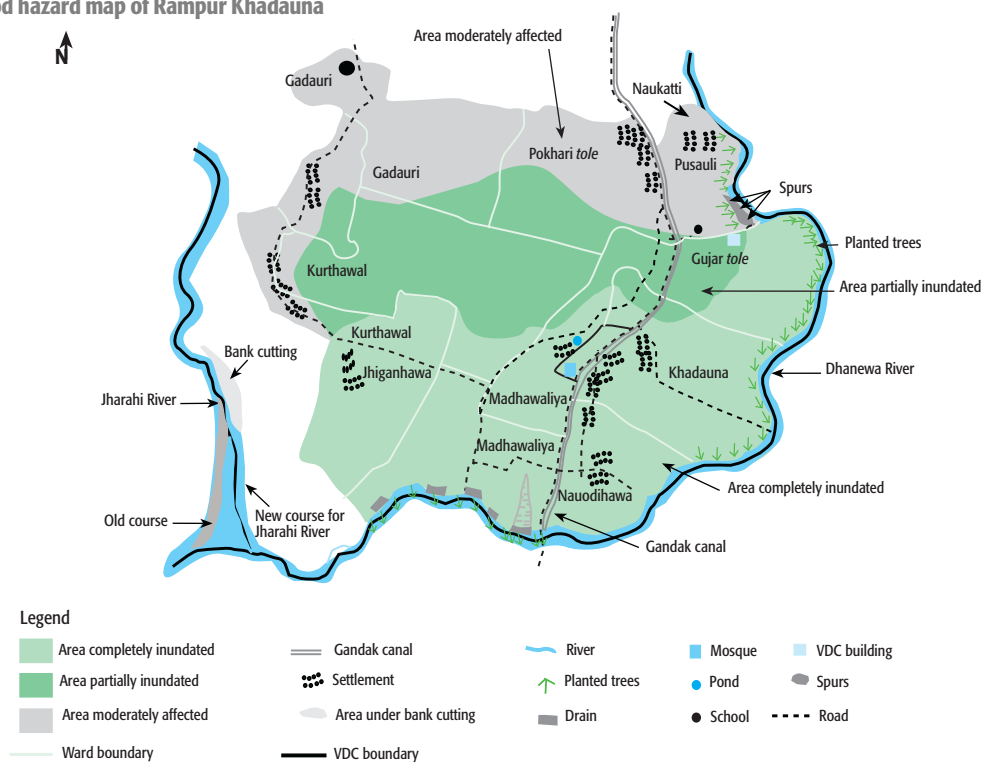 hazard map of Rampur Khadauna
N
Area moderately affected
Gadauri
Naukatti
Pokhari tole
Pusauli
Gadauri
Spurs
Planted trees
Gujar tole
Kurthawal
Area partially inundated
Kurthawal
Bank cutting
Jhiganhawa
Khadauna
Dhanewa River
Jharahi River
Madhawaliya
Madhawaliya
Area completely inundated
Nauodihawa
Old course
New course for
Jharahi River
Gandak canal
Legend
Area completely inundated
Gandak canal
River
Mosque
VDC building
Area partially inundated
Settlement
Planted trees
Pond
Spurs
Area moderately affected
Area under bank cutting
Drain
School
Road
Ward boundary
VDC boundary